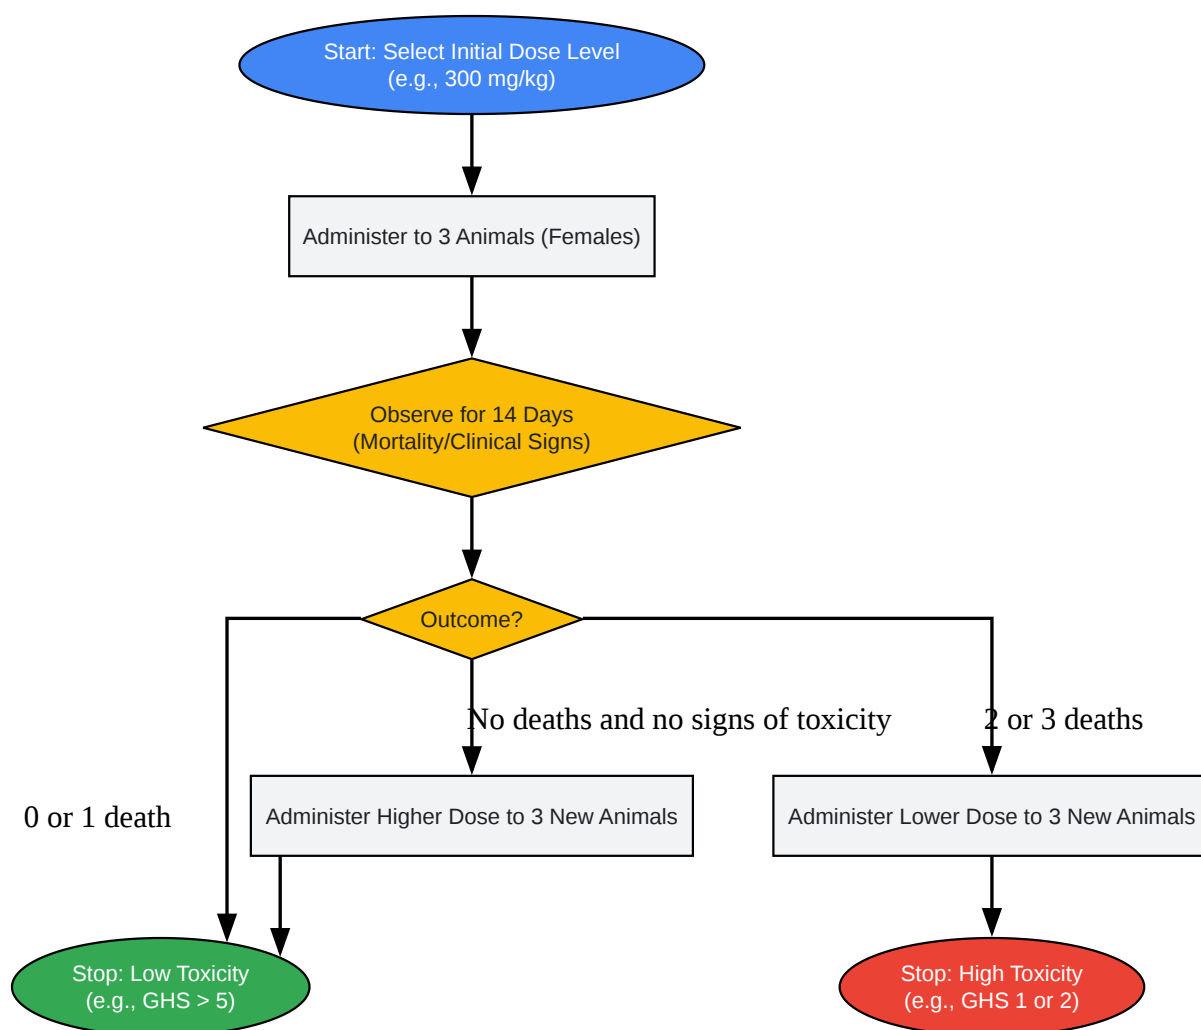 Start: Select Initial Dose Level
(e.g., 300 mg/kg)
Administer to 3 Animals (Females)
Observe for 14 Days
(Mortality/Clinical Signs)
Outcome?
No deaths and no signs of toxicity
2 or 3 deaths
0 or 1 death
Administer Higher Dose to 3 New Animals
Administer Lower Dose to 3 New Animals
Stop: Low Toxicity
(e.g., GHS > 5)
Stop: High Toxicity
(e.g., GHS 1 or 2)